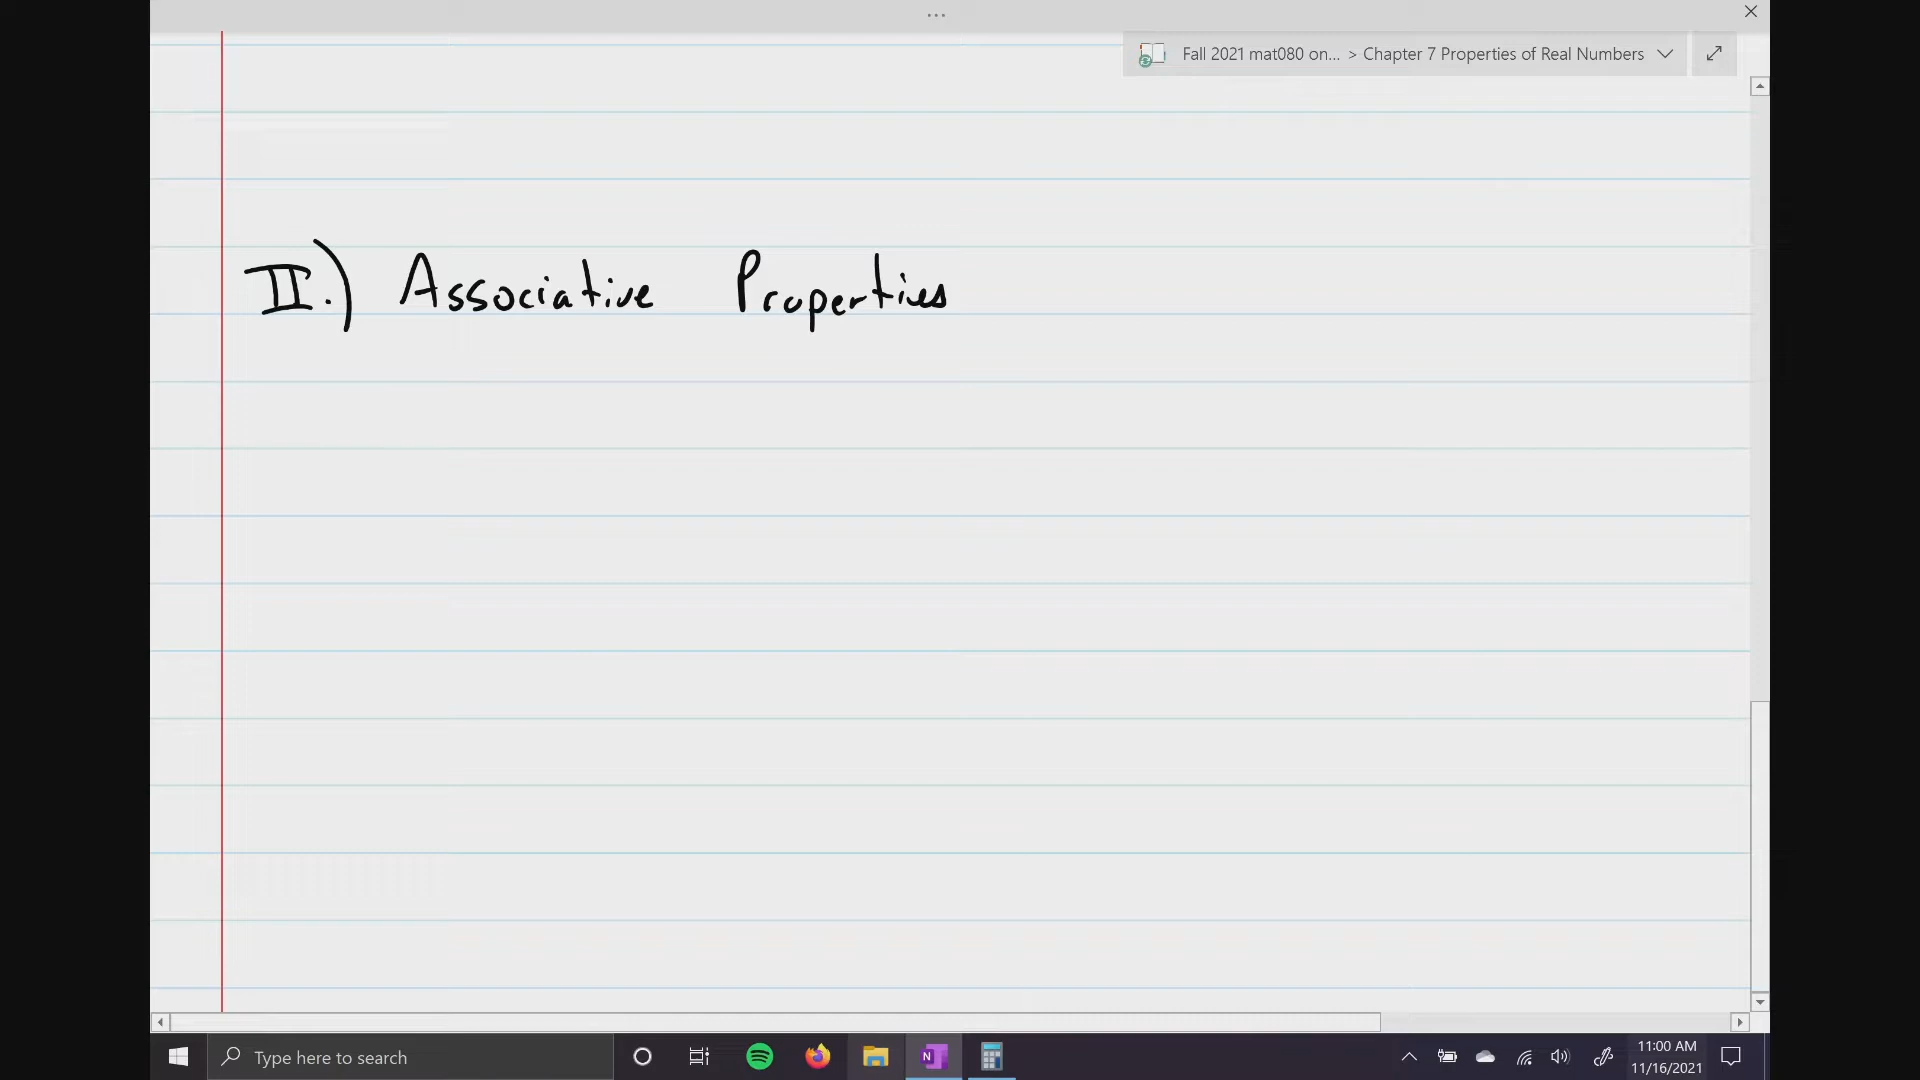 ...
Fall 2021 mat080 on... > Chapter 7 Properties of Real Numbers
II.) Associative Properties
Type here to search
N
11:00 AM
11/16/2021